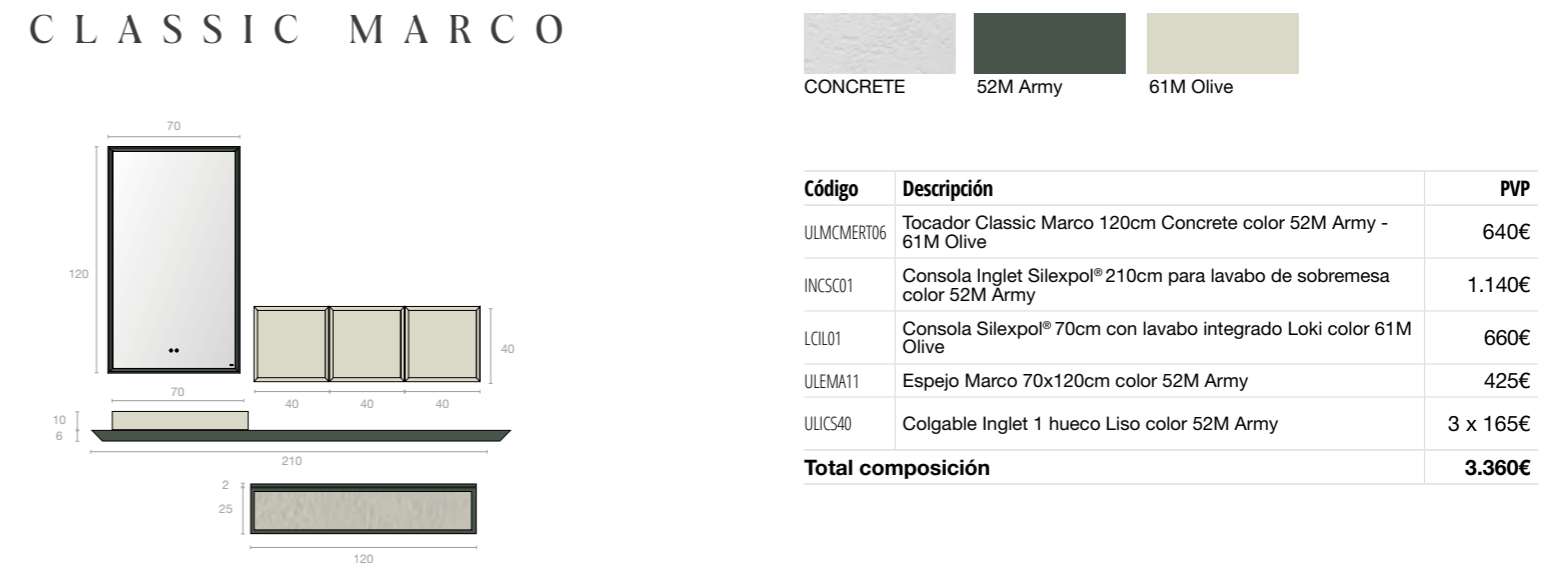 CLASSIC MARCO
CONCRETE
52M Army
61M Olive
70
120
40
40
40
40
70
10
6
210
2
25
120
Código Descripción PVP
ULMCMERT06 Tocador Classic Marco 120cm Concrete color 52M Army - 640€
61M Olive
INCSC01 Consola Inglet Silexpol® 210cm para lavabo de sobremesa 1.140€
color 52M Army
LCIL01 Consola Silexpol® 70cm con lavabo integrado Loki color 61M 660€
Olive
ULEMA11 Espejo Marco 70x120cm color 52M Army 425€
ULICS40 Colgable Inglet 1 hueco Liso color 52M Army 3 x 165€
Total composición 3.360€